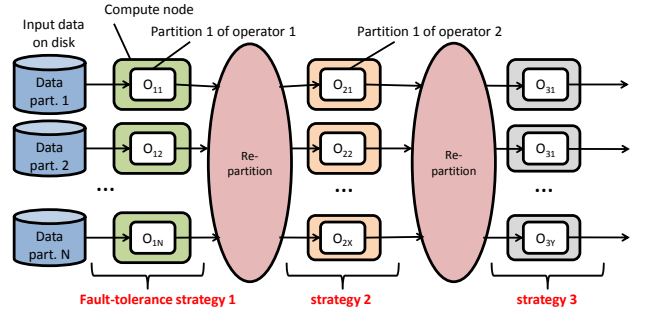 Input data
on disk
Compute node
Partition 1 of operator 1
Partition 1 of operator 2
Data
part. 1
O11
O21
O31
Data
part. 2
O12
Re-
partition
O22
Re-
partition
O31
...
...
...
Data
part. N
O1N
O2X
O3Y
Fault-tolerance strategy 1
strategy 2
strategy 3